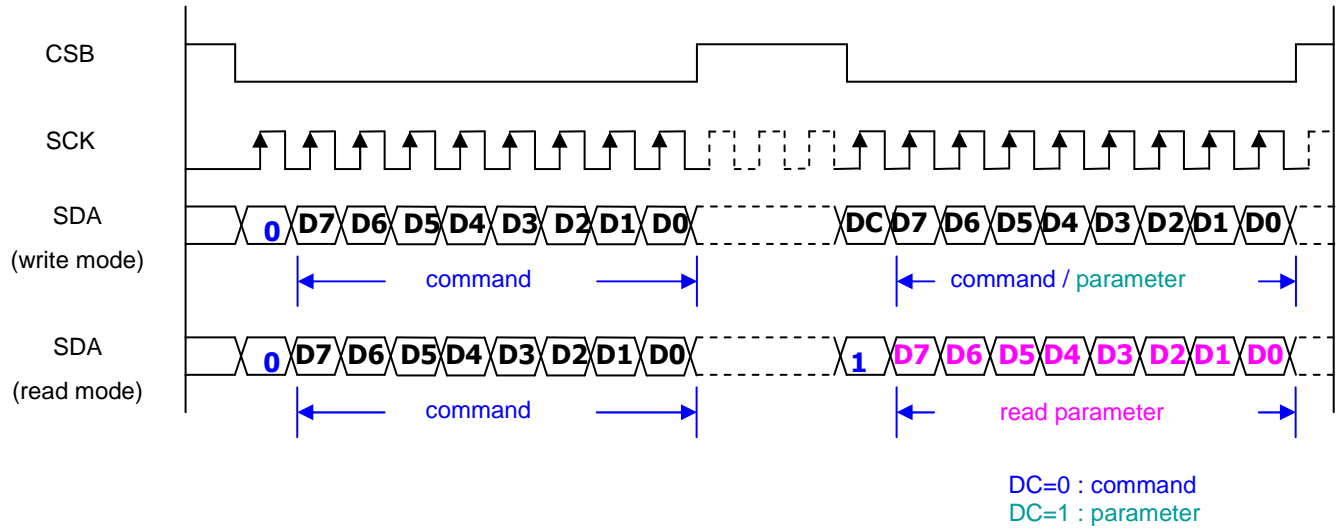 CSB
SCK
SDA
(write mode)
0 D7 D6 D5 D4 D3 D2 D1 D0 DC D7 D6 D5 D4 D3 D2 D1 D0
command command / parameter
SDA
(read mode)
0 D7 D6 D5 D4 D3 D2 D1 D0 1 D7 D6 D5 D4 D3 D2 D1 D0
command read parameter
DC=0 : command
DC=1 : parameter